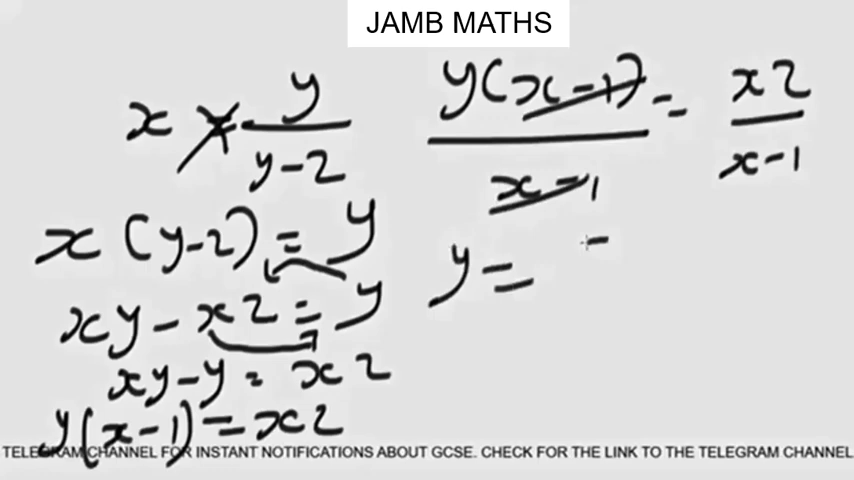 JAMB MATHS
x = y/(y-2)
x (y-2) = y
xy - x2 = y
xy - y = x2
y(x-1) = x2
y(x-1)/(x-1) = x2/(x-1)
y =
TELEGRAM CHANNEL FOR INSTANT NOTIFICATIONS ABOUT GCSE. CHECK FOR THE LINK TO THE TELEGRAM CHANNEL